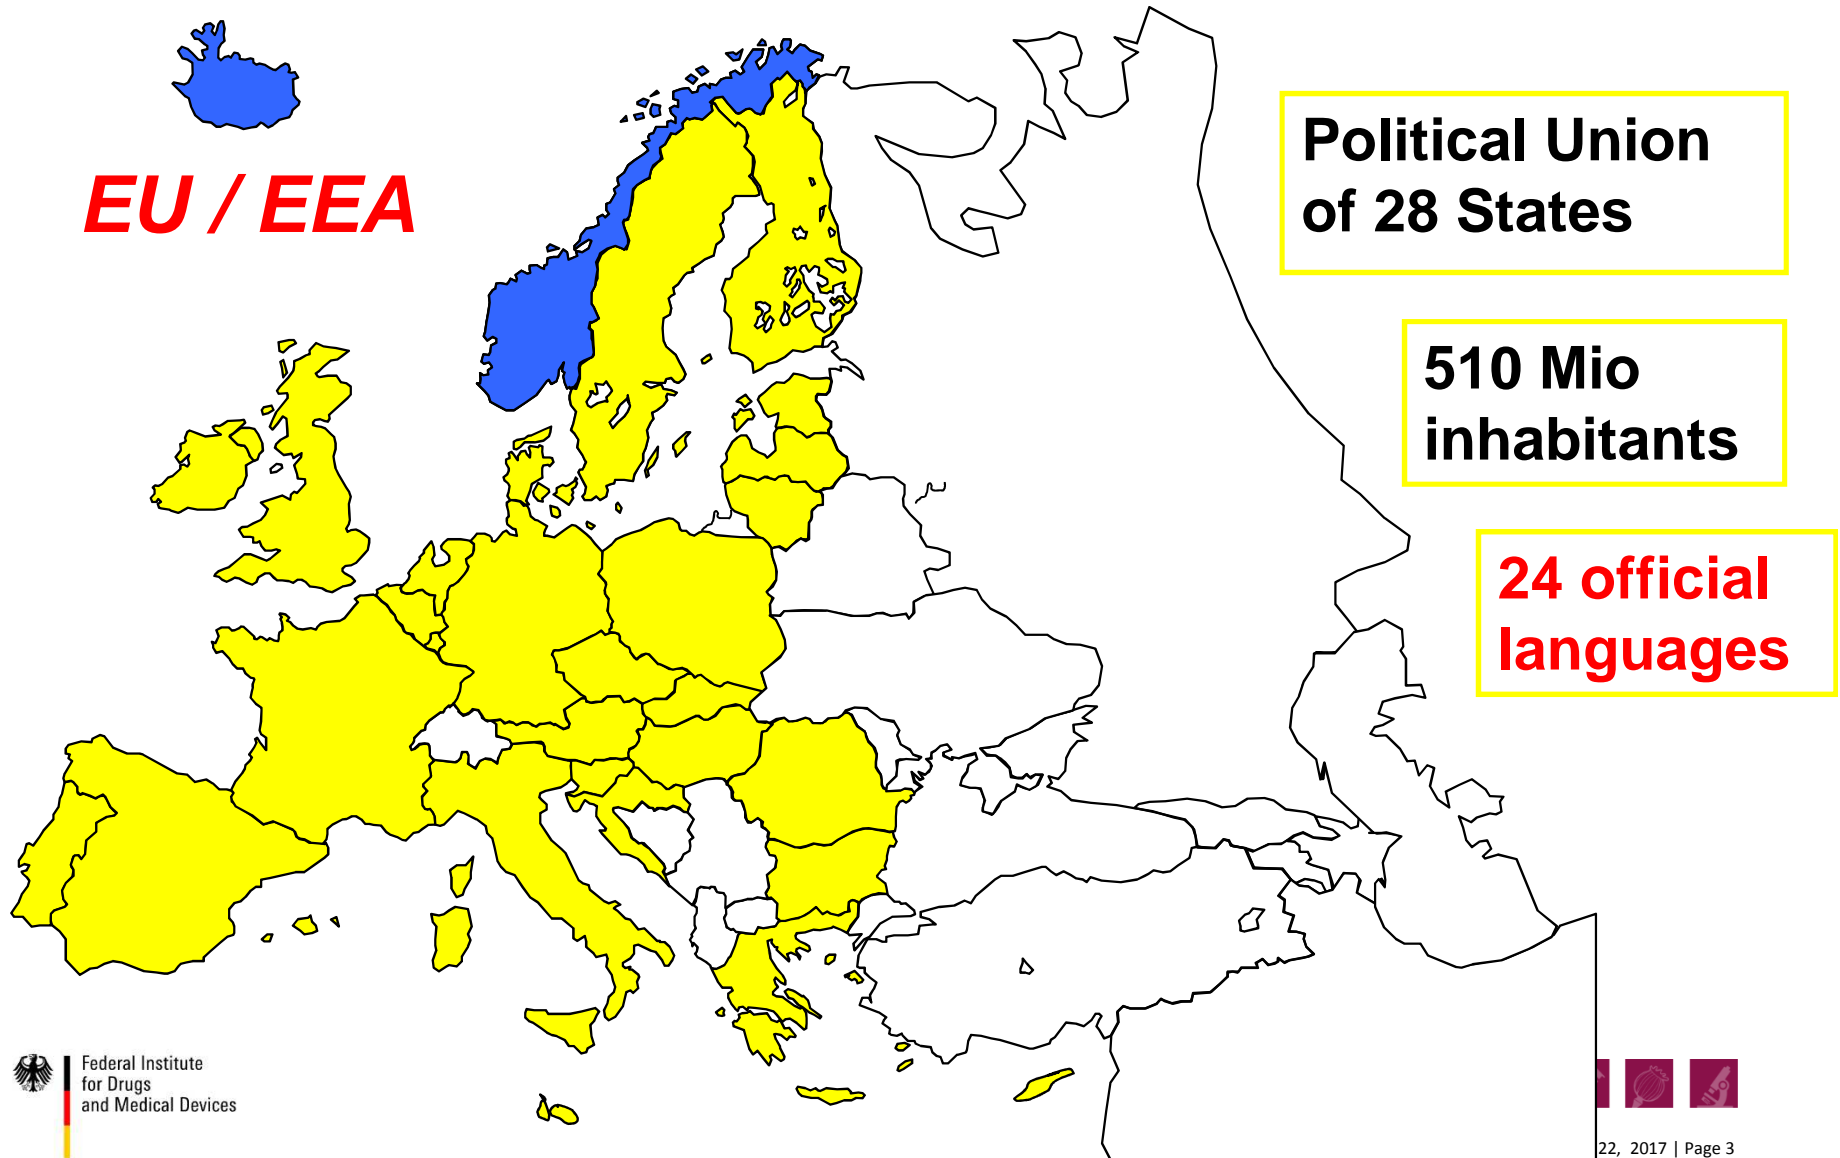 EU / EEA
Political Union
of 28 States
510 Mio
inhabitants
24 official
languages
Federal Institute
for Drugs
and Medical Devices
22, 2017 | Page 3